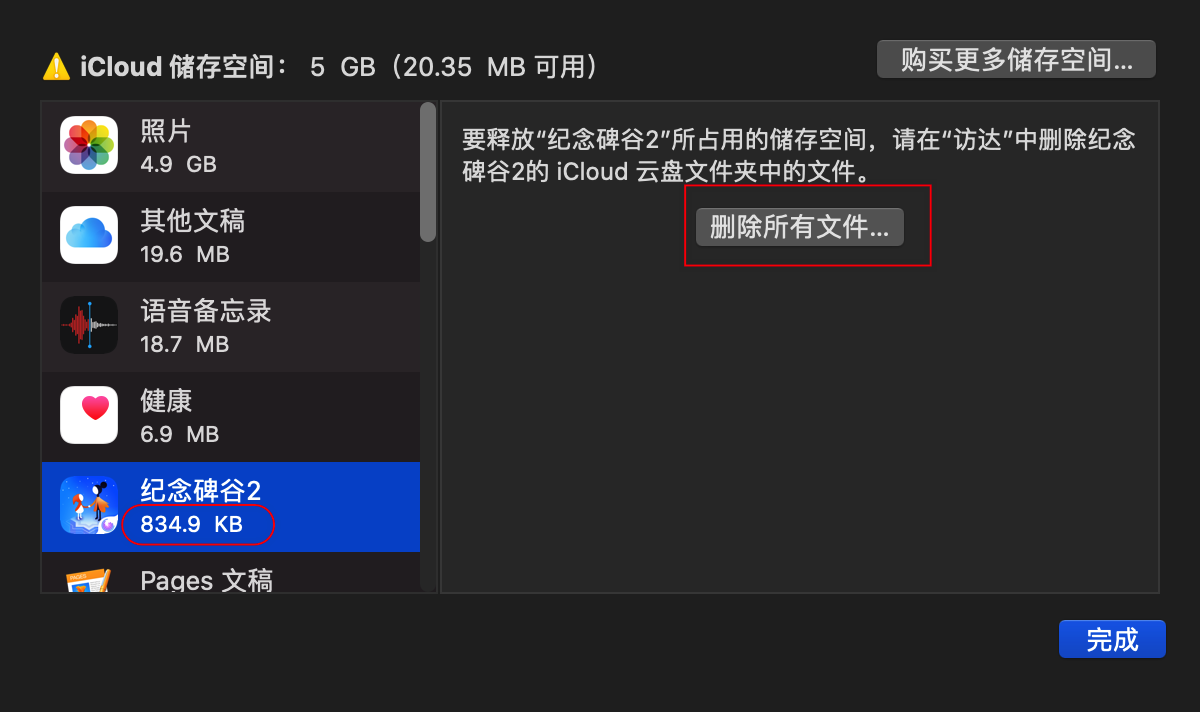 iCloud 储存空间： 5 GB（20.35 MB 可用）
购买更多储存空间...
照片
4.9 GB
其他文稿
19.6 MB
语音备忘录
18.7 MB
健康
6.9 MB
纪念碑谷2
834.9 KB
Pages 文稿
要释放“纪念碑谷2”所占用的储存空间，请在“访达”中删除纪念
碑谷2的 iCloud 云盘文件夹中的文件。
删除所有文件...
完成